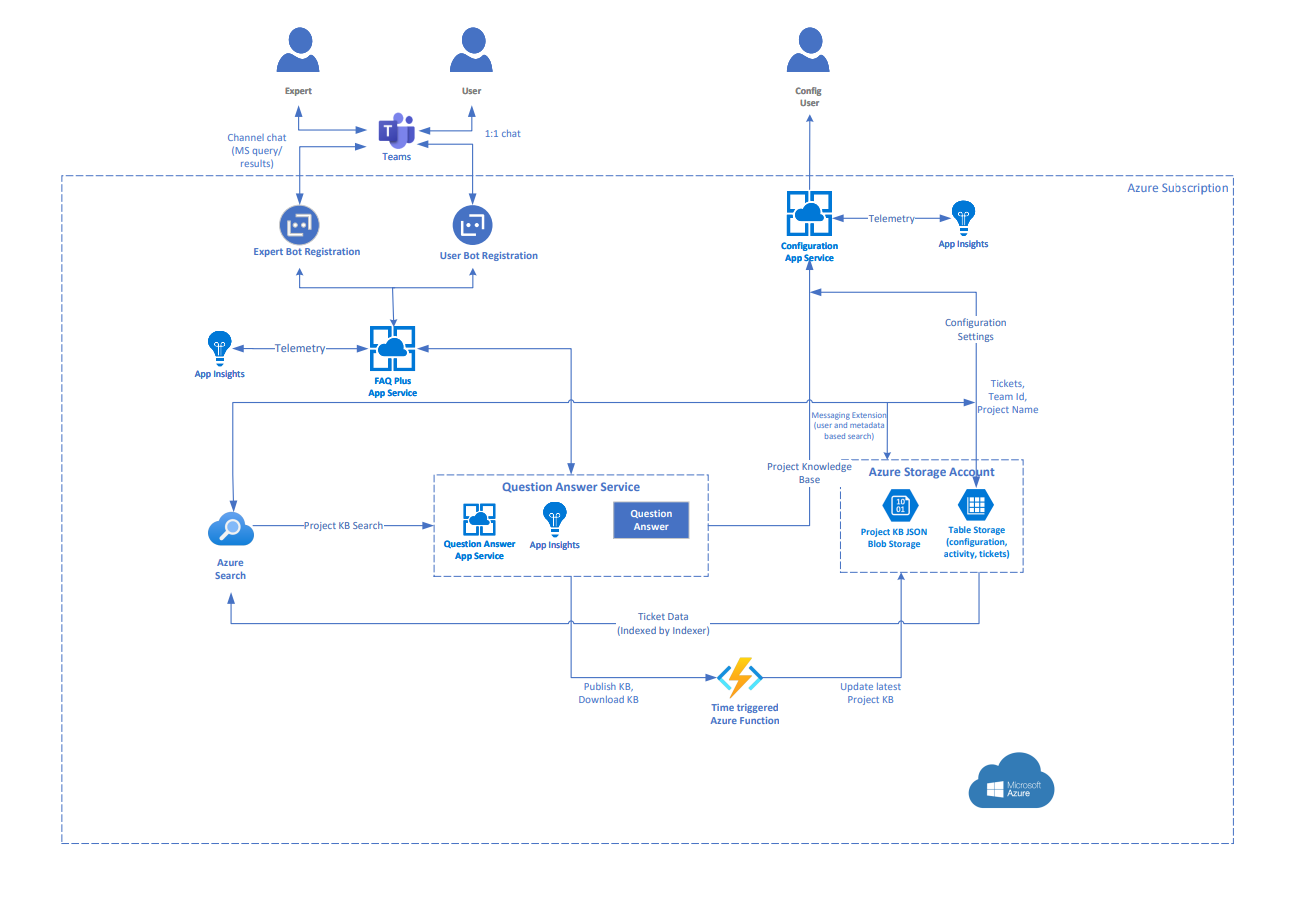 Expert
User
Config
User
Channel chat
(MS query/
results)
T
Teams
1:1 chat
Azure Subscription
Expert Bot Registration
User Bot Registration
Configuration
App Service
Telemetry
App Insights
App Insights
Telemetry
FAQ Plus
App Service
Configuration
Settings
Tickets,
Team Id,
Project Name
Messaging Extension
(user and metadata
based search)
Project Knowledge
Base
Azure Storage Account
10
01
Project KB JSON
Blob Storage
Table Storage
(configuration,
activity, tickets)
Question Answer Service
Question Answer
App Service
App Insights
Question
Answer
Project KB Search
Azure
Search
Ticket Data
(Indexed by Indexer)
Publish KB,
Download KB
Time triggered
Azure Function
Update latest
Project KB
Microsoft
Azure